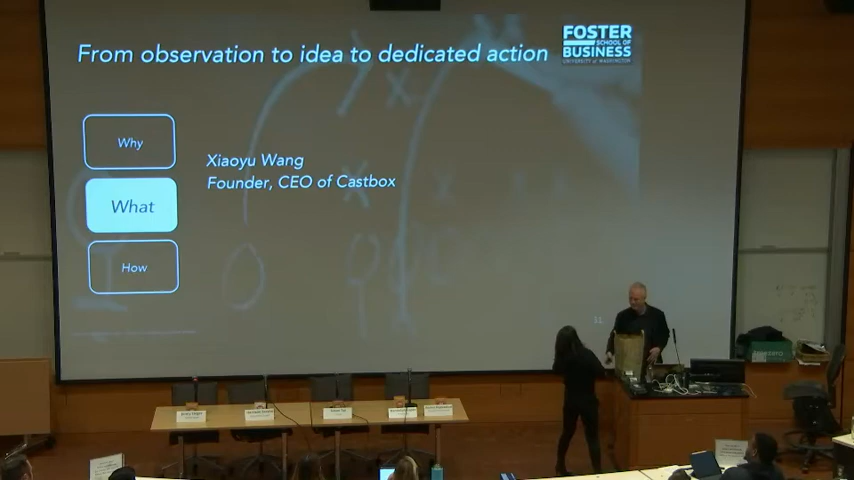 From observation to idea to dedicated action
FOSTER
SCHOOL OF
BUSINESS
UNIVERSITY OF WASHINGTON
Why
Xiaoyu Wang
Founder, CEO of Castbox
What
How